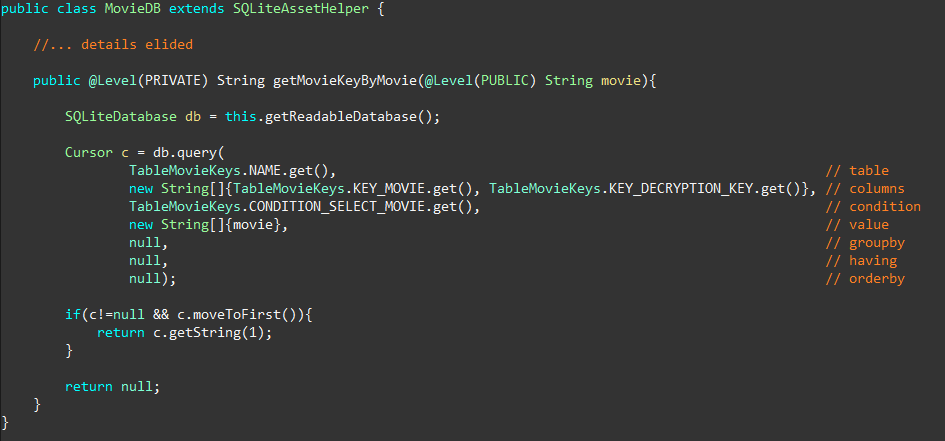 public class MovieDB extends SQLiteAssetHelper {
//... details elided
public @Level(PRIVATE) String getMovieKeyByMovie(@Level(PUBLIC) String movie){
SQLiteDatabase db = this.getReadableDatabase();
Cursor c = db.query(
TableMovieKeys.NAME.get(), // table
new String[]{TableMovieKeys.KEY_MOVIE.get(), TableMovieKeys.KEY_DECRYPTION_KEY.get()}, // columns
TableMovieKeys.CONDITION_SELECT_MOVIE.get(), // condition
new String[]{movie}, // value
null, // groupby
null, // having
null); // orderby
if(c!=null && c.moveToFirst()){
return c.getString(1);
}
return null;
}
}